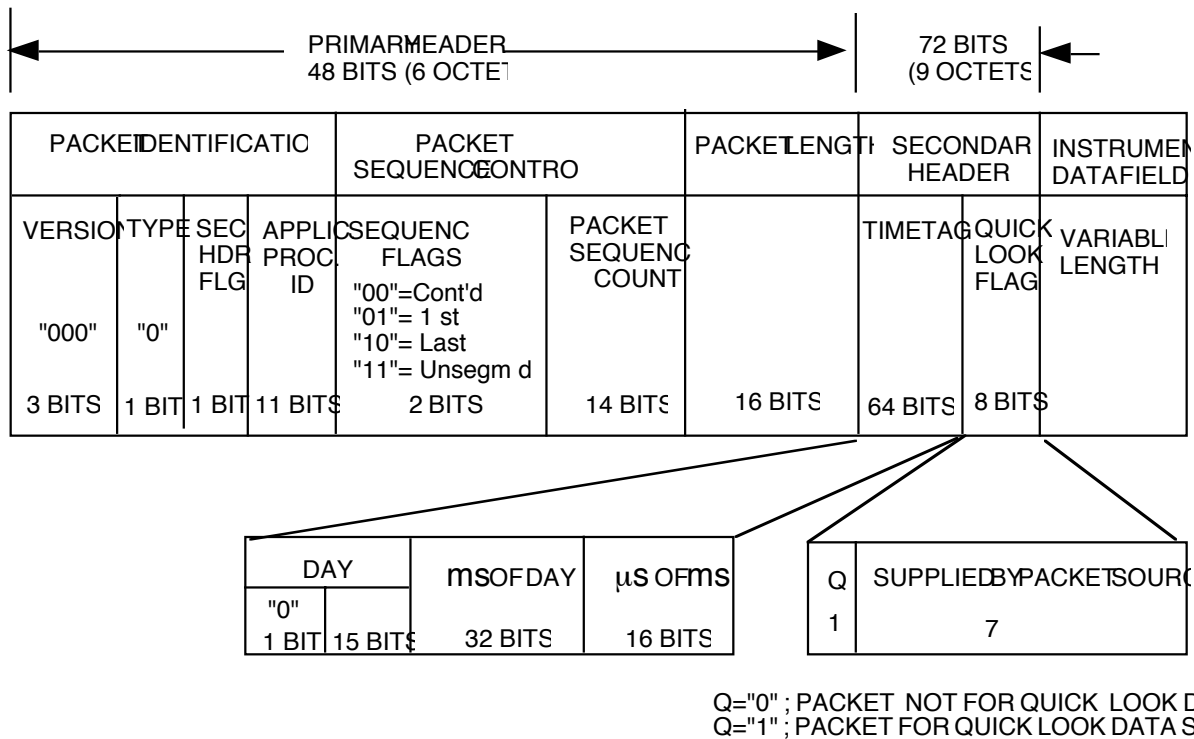 PRIMARY HEADER
48 BITS (6 OCTET
72 BITS
(9 OCTETS
PACKET IDENTIFICATIO
PACKET
SEQUENCE CONTRO
PACKET LENGTH
SECONDAR
HEADER
INSTRUMEN
DATA FIELD
VERSION
TYPE
SEC
HDR
FLG
APPLIC
PROC.
ID
SEQUENC
FLAGS
"00"=Cont'd
"01"= 1 st
"10"= Last
"11"= Unsegm d
PACKET
SEQUENC
COUNT
TIMETAG
QUICK
LOOK
FLAG
VARIABL
LENGTH
"000"
"0"
3 BITS
1 BIT
1 BIT
11 BITS
2 BITS
14 BITS
16 BITS
64 BITS
8 BITS
DAY
"0"
1 BIT
15 BITS
ms OF DAY
32 BITS
µs OF ms
16 BITS
Q
1
SUPPLIED BY PACKET SOURC
7
Q="0" ; PACKET NOT FOR QUICK LOOK D
Q="1" ; PACKET FOR QUICK LOOK DATA S